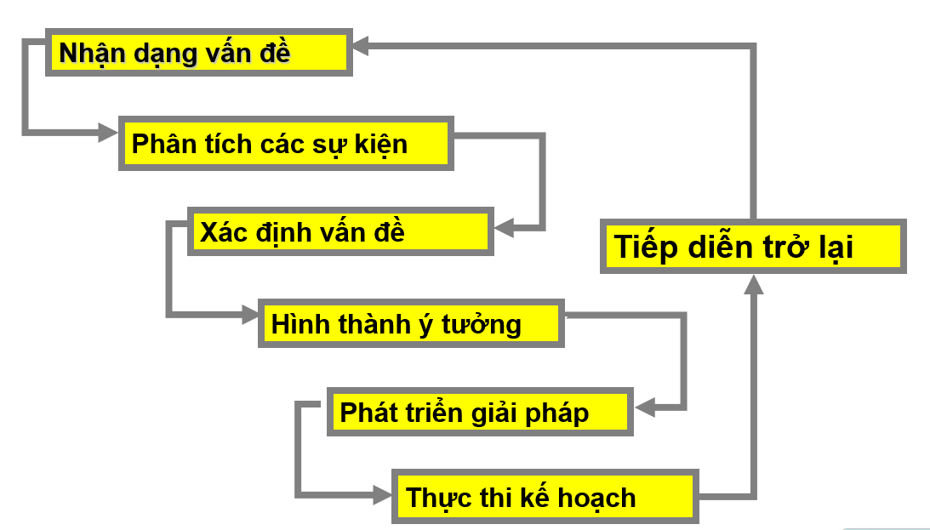 Nhận dạng vấn đề
Phân tích các sự kiện
Xác định vấn đề
Tiếp diễn trở lại
Hình thành ý tưởng
Phát triển giải pháp
Thực thi kế hoạch